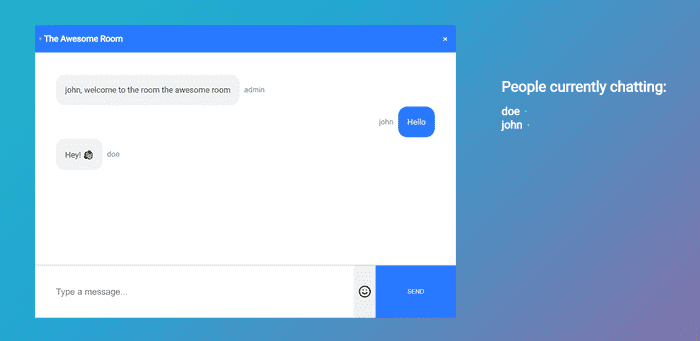 The Awesome Room
×
john, welcome to the room the awesome room
admin
john
Hello
Hey!
doe
Type a message...
SEND
People currently chatting:
doe
john